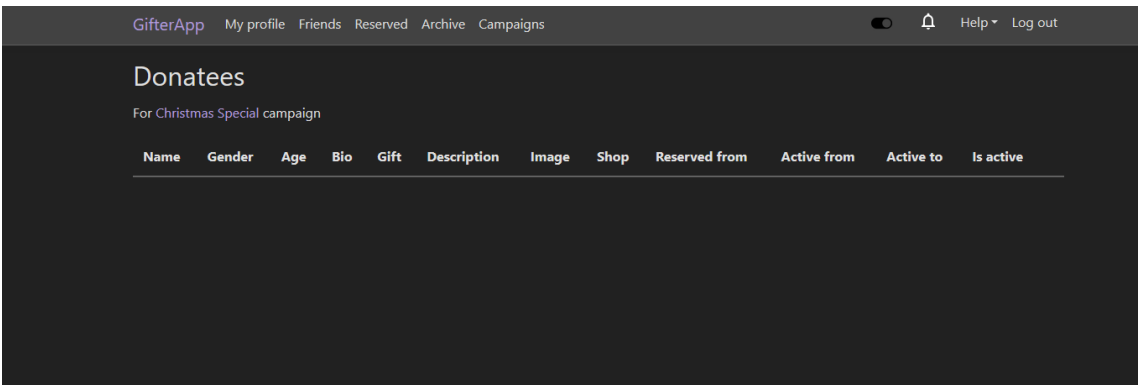 GifterApp My profile Friends Reserved Archive Campaigns Help Log out
Donatees
For Christmas Special campaign
Name Gender Age Bio Gift Description Image Shop Reserved from Active from Active to Is active